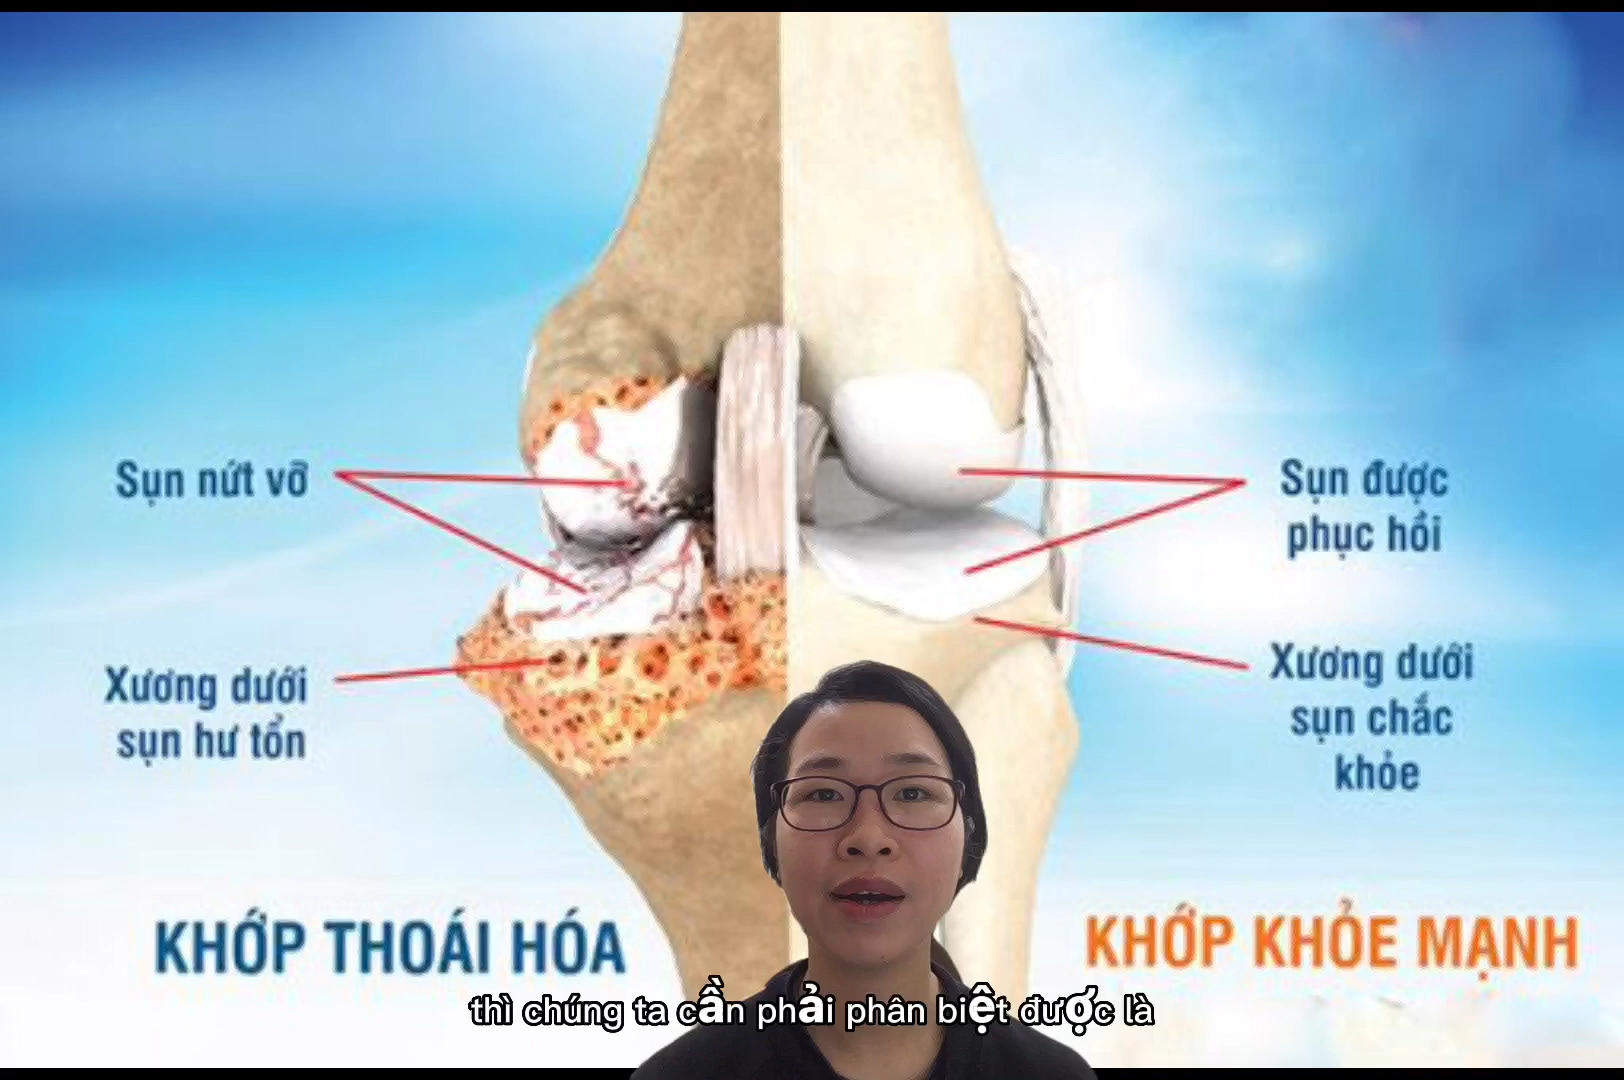 Sụn nứt vỡ
Xương dưới
sụn hư tổn
Sụn được
phục hồi
Xương dưới
sụn chắc
khỏe
KHỚP THOÁI HÓA
KHỚP KHỎE MẠNH
thì chúng ta cần phải phân biệt được là